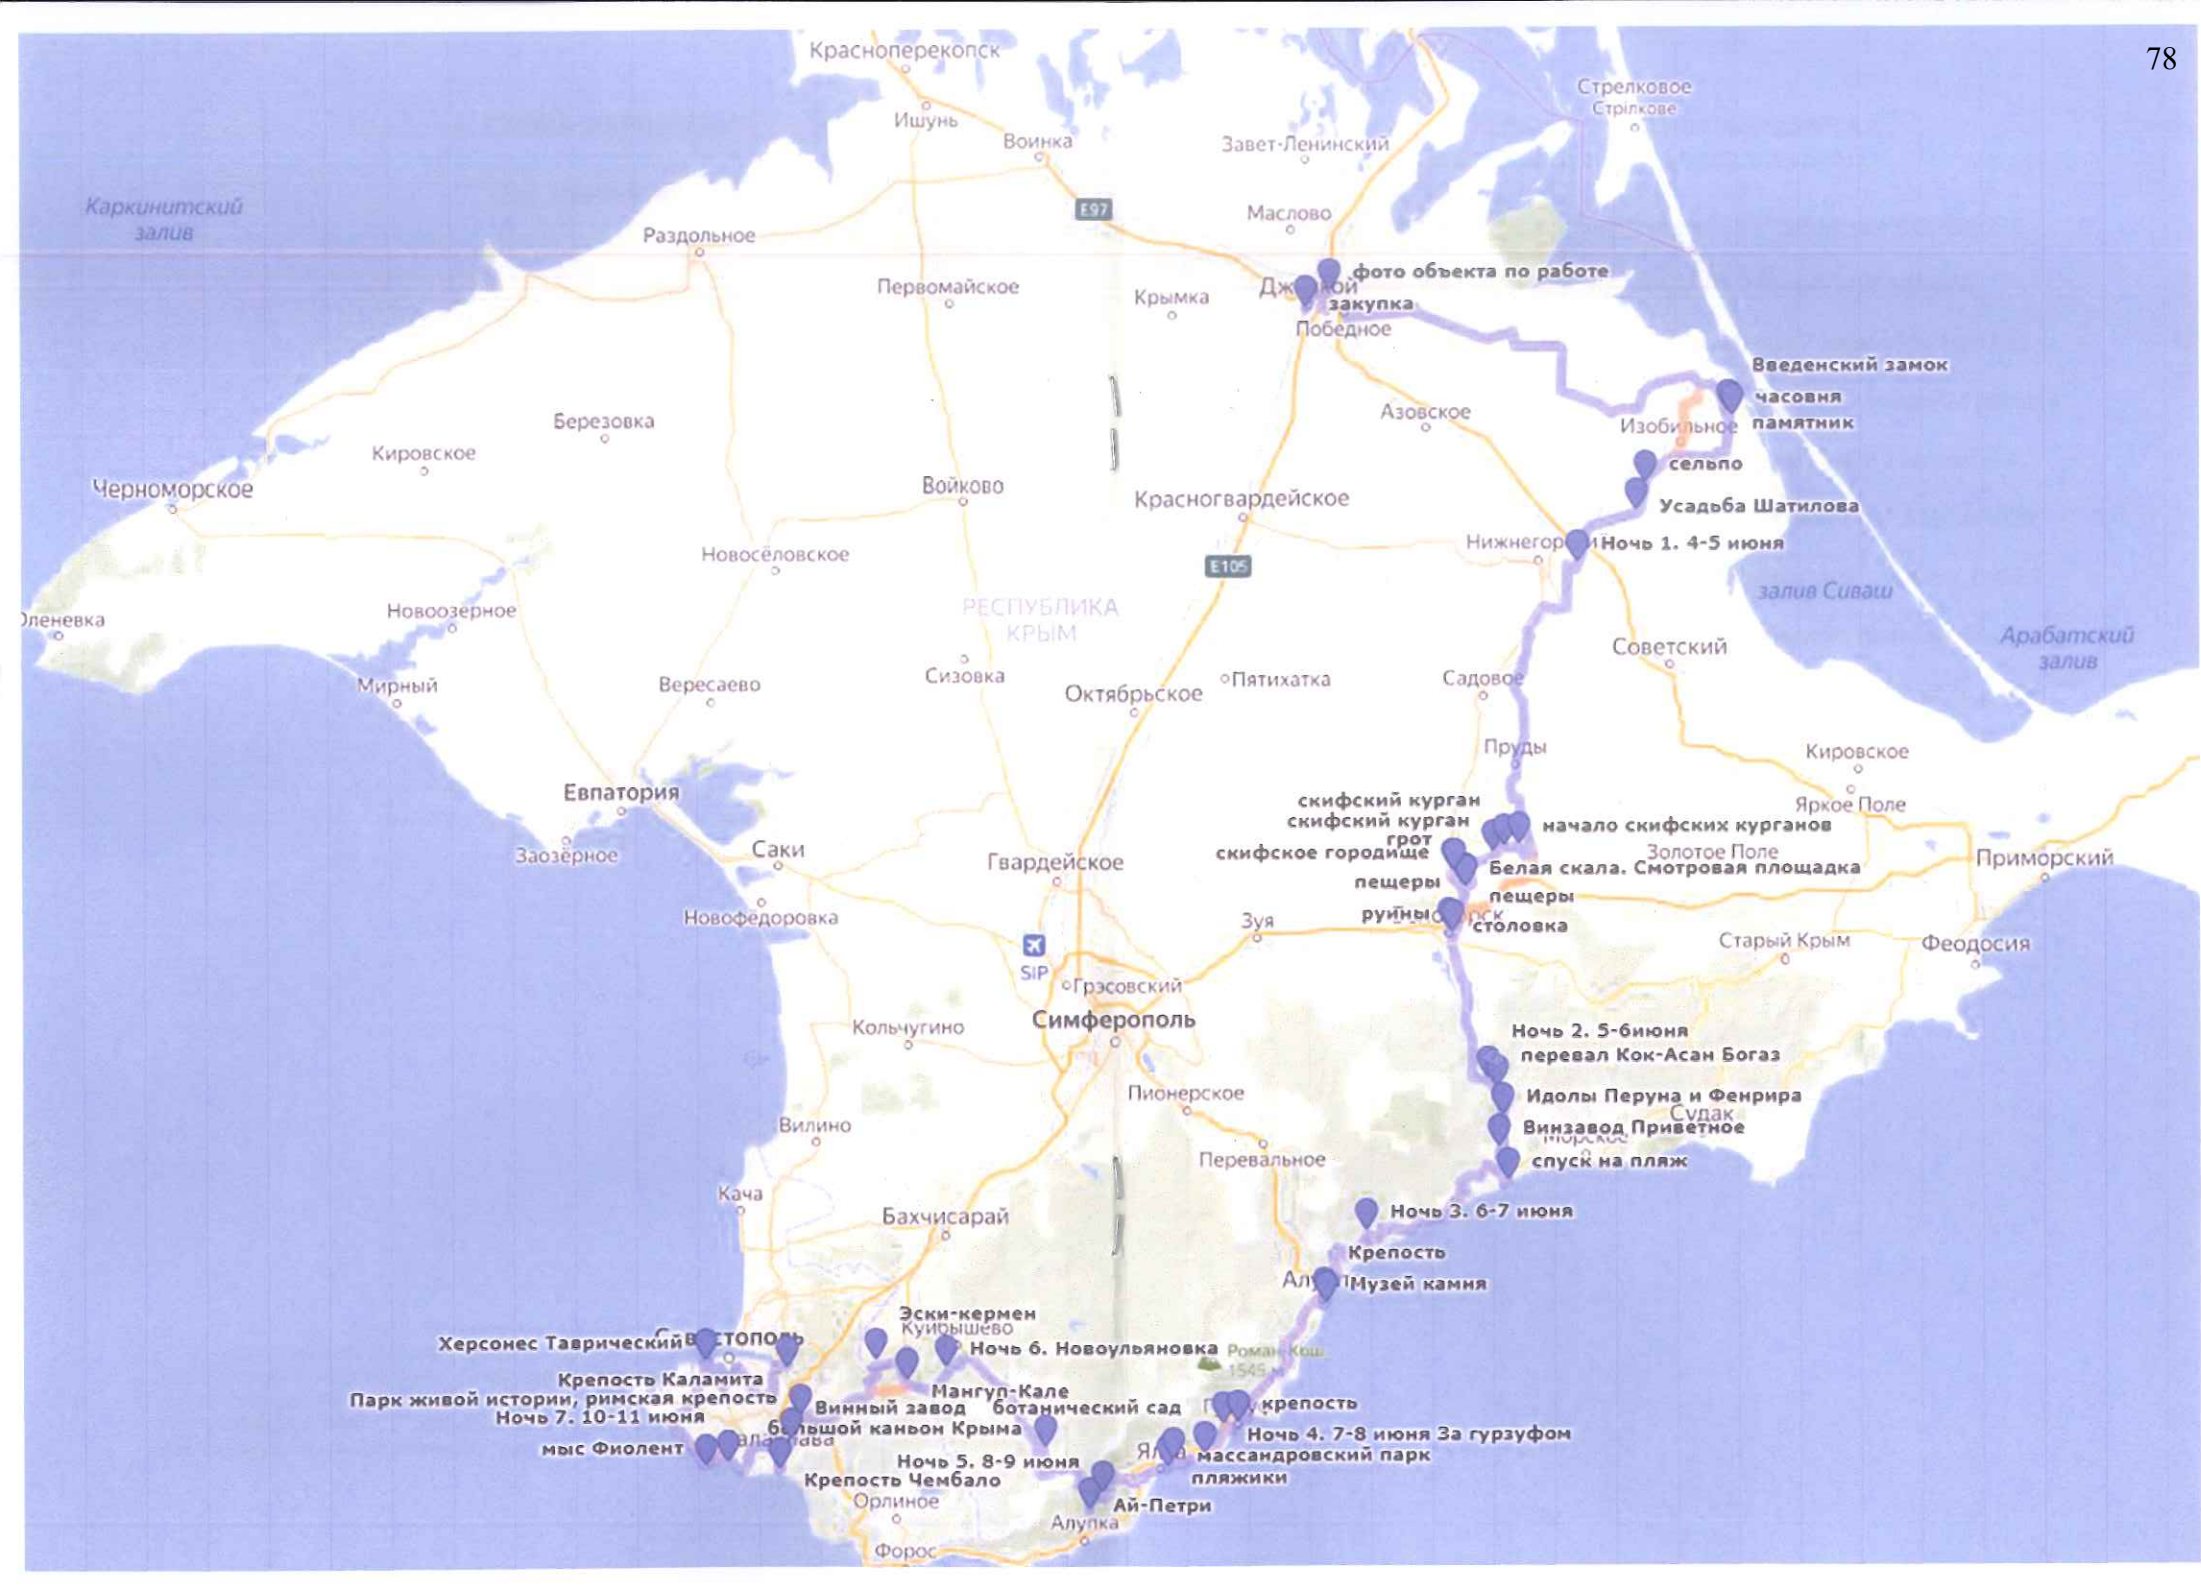 78
Красноперекопск
Ишунь
Воинка
Завет-Ленинский
Стрелковое
Стрілкове
Каркинитский
залив
Раздольное
E97
Маслово
Первомайское
Крымка
фото объекта по работе
закупка
Победное
Введенский замок
часовня
памятник
Изобильное
Азовское
Березовка
Кировское
Черноморское
Войково
Красногвардейское
сельпо
Усадьба Шатилова
Новосёловское
E105
Ночь 1. 4-5 июня
залив Сиваш
РЕСПУБЛИКА
КРЫМ
Новоозёрное
Арабатский
залив
Советский
Мирный
Вересаево
Сизовка
Октябрьское
Пятихатка
Садовое
Пруды
Кировское
Яркое Поле
Евпатория
Заозёрное
Саки
Гвардейское
скифский курган
скифский курган
грот
скифское городище
начало скифских курганов
Золотое Поле
Белая скала. Смотровая площадка
Приморский
пещеры
пещеры
руины
столовка
Новофёдоровка
Зуя
Старый Крым
Феодосия
SIP
Грэсовский
Симферополь
Кольчугино
Ночь 2. 5-6июня
перевал Кок-Асан Богаз
Идолы Перуна и Фенрира
Судак
Винзавод Приветное
спуск на пляж
Пионерское
Вилино
Перевальное
Кача
Бахчисарай
Ночь 3. 6-7 июня
Крепость
Музей камня
Эски-кермен
Куйбышево
Херсонес Таврический
Ночь 6. Новоульяновка
Роман-Кош
1545 м
Крепость Каламита
Парк живой истории, римская крепость
Мангуп-Кале
Винный завод
ботанический сад
крепость
Ночь 7. 10-11 июня
большой каньон Крыма
Ночь 4. 7-8 июня За гурзуфом
мыс Фиолент
Ялта
массандровский парк
Ночь 5. 8-9 июня
пляжики
Крепость Чембало
Орлиное
Ай-Петри
Алупка
Форос